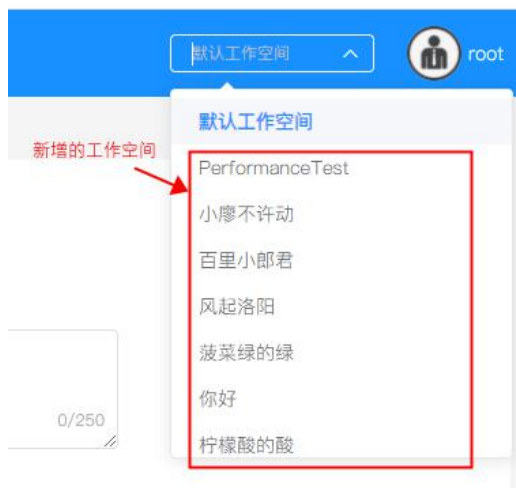 默认工作空间
root
默认工作空间
新增的工作空间
PerformanceTest
小廖不许动
百里小郎君
风起洛阳
菠菜绿的绿
你好
0/250
柠檬酸的酸